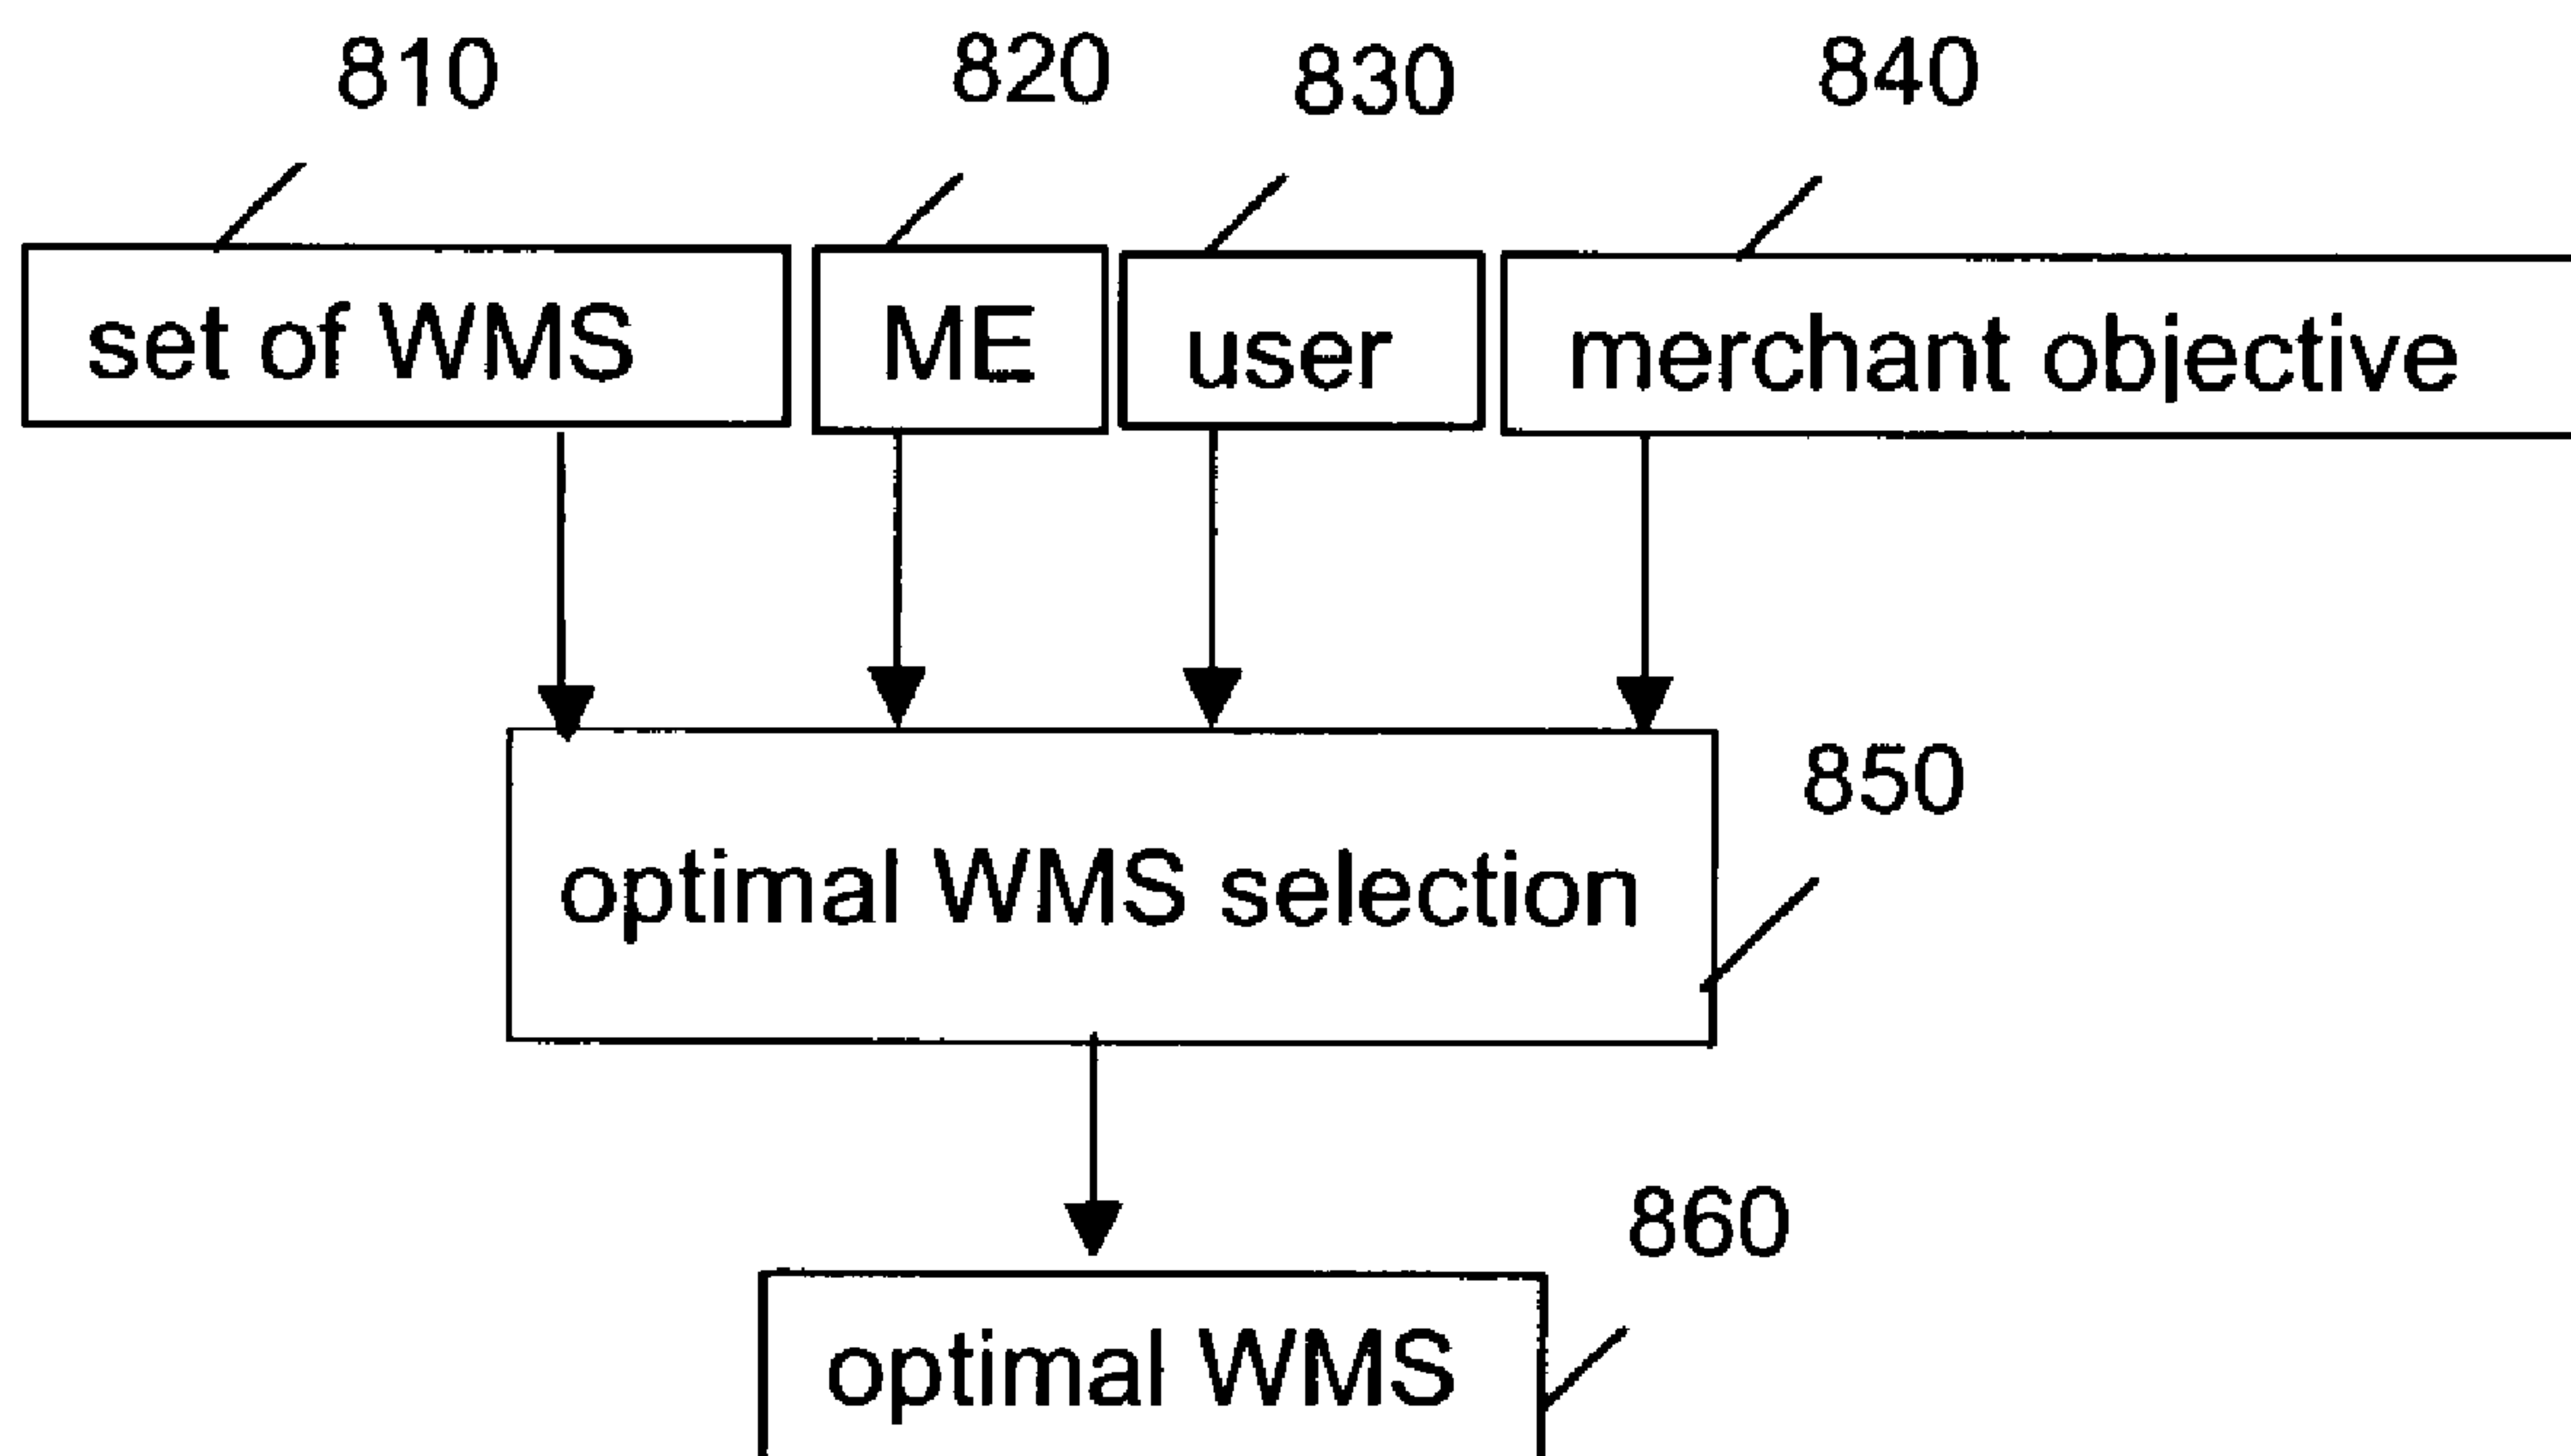 810 820 830 840
set of WMS ME user merchant objective
850
optimal WMS selection
860
optimal WMS